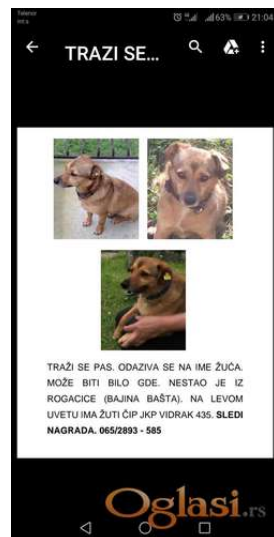 Telenor
mt:s
63% 21:04
TRAZI SE...
TRAŽI SE PAS. ODAZIVA SE NA IME ŽUĆA.
MOŽE BITI BILO GDE. NESTAO JE IZ
ROGACICE (BAJINA BAŠTA). NA LEVOM
UVETU IMA ŽUTI ČIP JKP VIDRAK 435. SLEDI
NAGRADA. 065/2893 - 585
Oglasi.rs